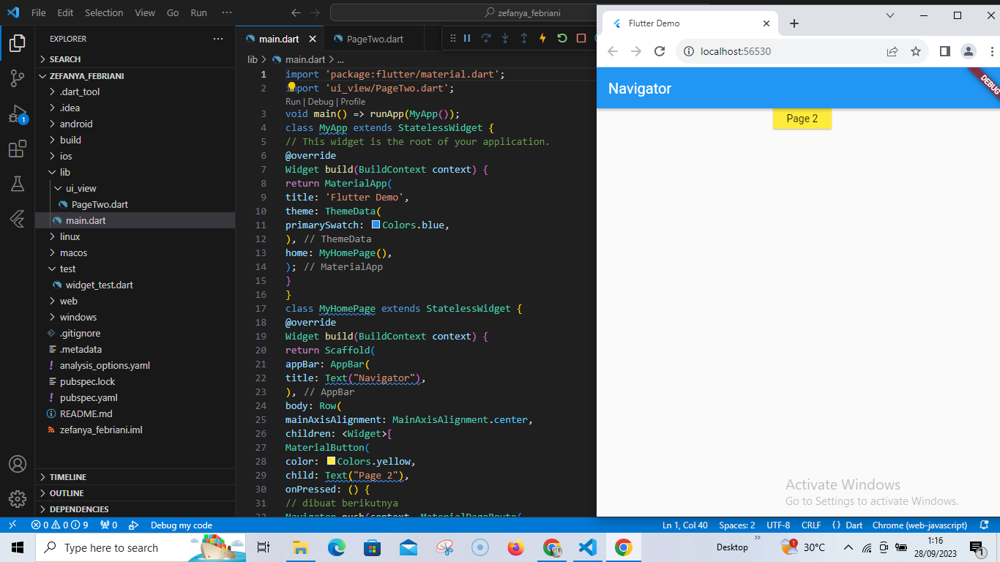 File Edit Selection View Go Run ···
zefanya_febriani
EXPLORER ···
SEARCH
ZEFANYA_FEBRIANI
.dart_tool
.idea
android
build
ios
lib
ui_view
PageTwo.dart
main.dart
linux
macos
test
widget_test.dart
web
windows
.gitignore
.metadata
analysis_options.yaml
pubspec.lock
pubspec.yaml
README.md
zefanya_febriani.iml
TIMELINE
OUTLINE
DEPENDENCIES
1
main.dart PageTwo.dart
lib > main.dart > ...
1 import 'package:flutter/material.dart';
2 import 'ui_view/PageTwo.dart';
Run | Debug | Profile
3 void main() => runApp(MyApp());
4 class MyApp extends StatelessWidget {
5 // This widget is the root of your application.
6 @override
7 Widget build(BuildContext context) {
8 return MaterialApp(
9 title: 'Flutter Demo',
10 theme: ThemeData(
11 primarySwatch: Colors.blue,
12 ), // ThemeData
13 home: MyHomePage(),
14 ); // MaterialApp
15 }
16 }
17 class MyHomePage extends StatelessWidget {
18 @override
19 Widget build(BuildContext context) {
20 return Scaffold(
21 appBar: AppBar(
22 title: Text("Navigator"),
23 ), // AppBar
24 body: Row(
25 mainAxisAlignment: MainAxisAlignment.center,
26 children: <Widget>[
27 MaterialButton(
28 color: Colors.yellow,
29 child: Text("Page 2"),
30 onPressed: () {
31 // dibuat berikutnya
32 Navigator.push(context, MaterialPageRoute(
Flutter Demo
localhost:56530
Navigator
DEBUG
Page 2
Activate Windows
Go to Settings to activate Windows.
0 0 9 0 Debug my code Ln 1, Col 40 Spaces: 2 UTF-8 CRLF {} Dart Chrome (web-javascript)
Type here to search
Desktop
1
30°C
1:16
28/09/2023
1